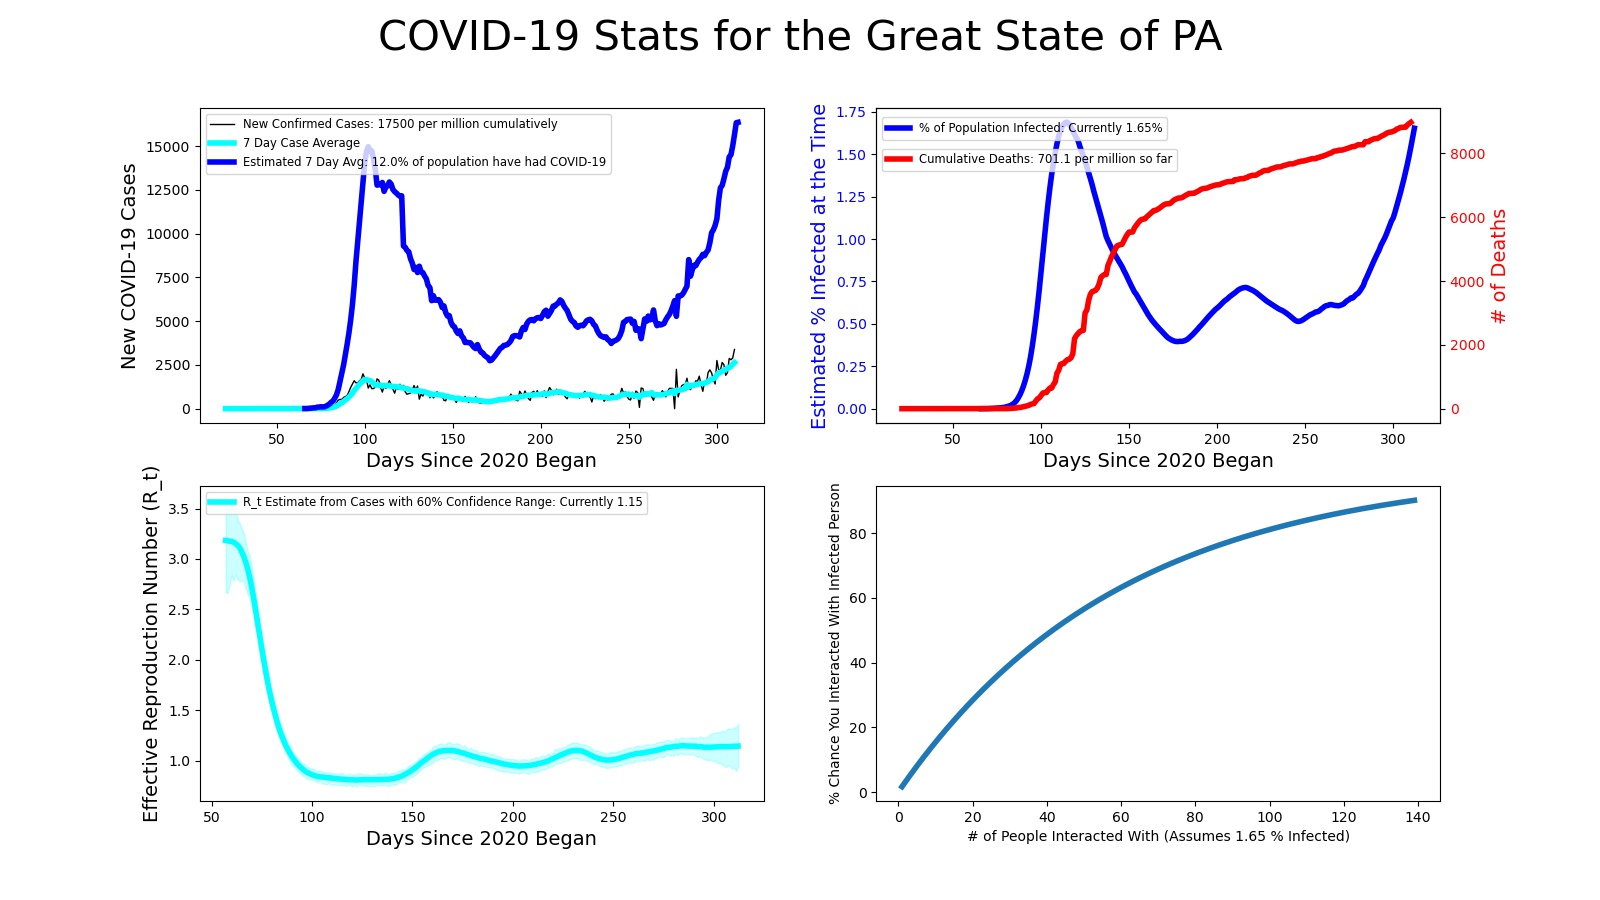 COVID-19 Stats for the Great State of PA
New COVID-19 Cases
15000
12500
10000
7500
5000
2500
0
New Confirmed Cases: 17500 per million cumulatively
7 Day Case Average
Estimated 7 Day Avg: 12.0% of population have had COVID-19
50 100 150 200 250 300
Days Since 2020 Began
Estimated % Infected at the Time
1.75
1.50
1.25
1.00
0.75
0.50
0.25
0.00
% of Population Infected: Currently 1.65%
Cumulative Deaths: 701.1 per million so far
8000
6000
4000
2000
0
# of Deaths
50 100 150 200 250 300
Days Since 2020 Began
Effective Reproduction Number (R_t)
3.5
3.0
2.5
2.0
1.5
1.0
R_t Estimate from Cases with 60% Confidence Range: Currently 1.15
50 100 150 200 250 300
Days Since 2020 Began
% Chance You Interacted With Infected Person
80
60
40
20
0
0 20 40 60 80 100 120 140
# of People Interacted With (Assumes 1.65 % Infected)